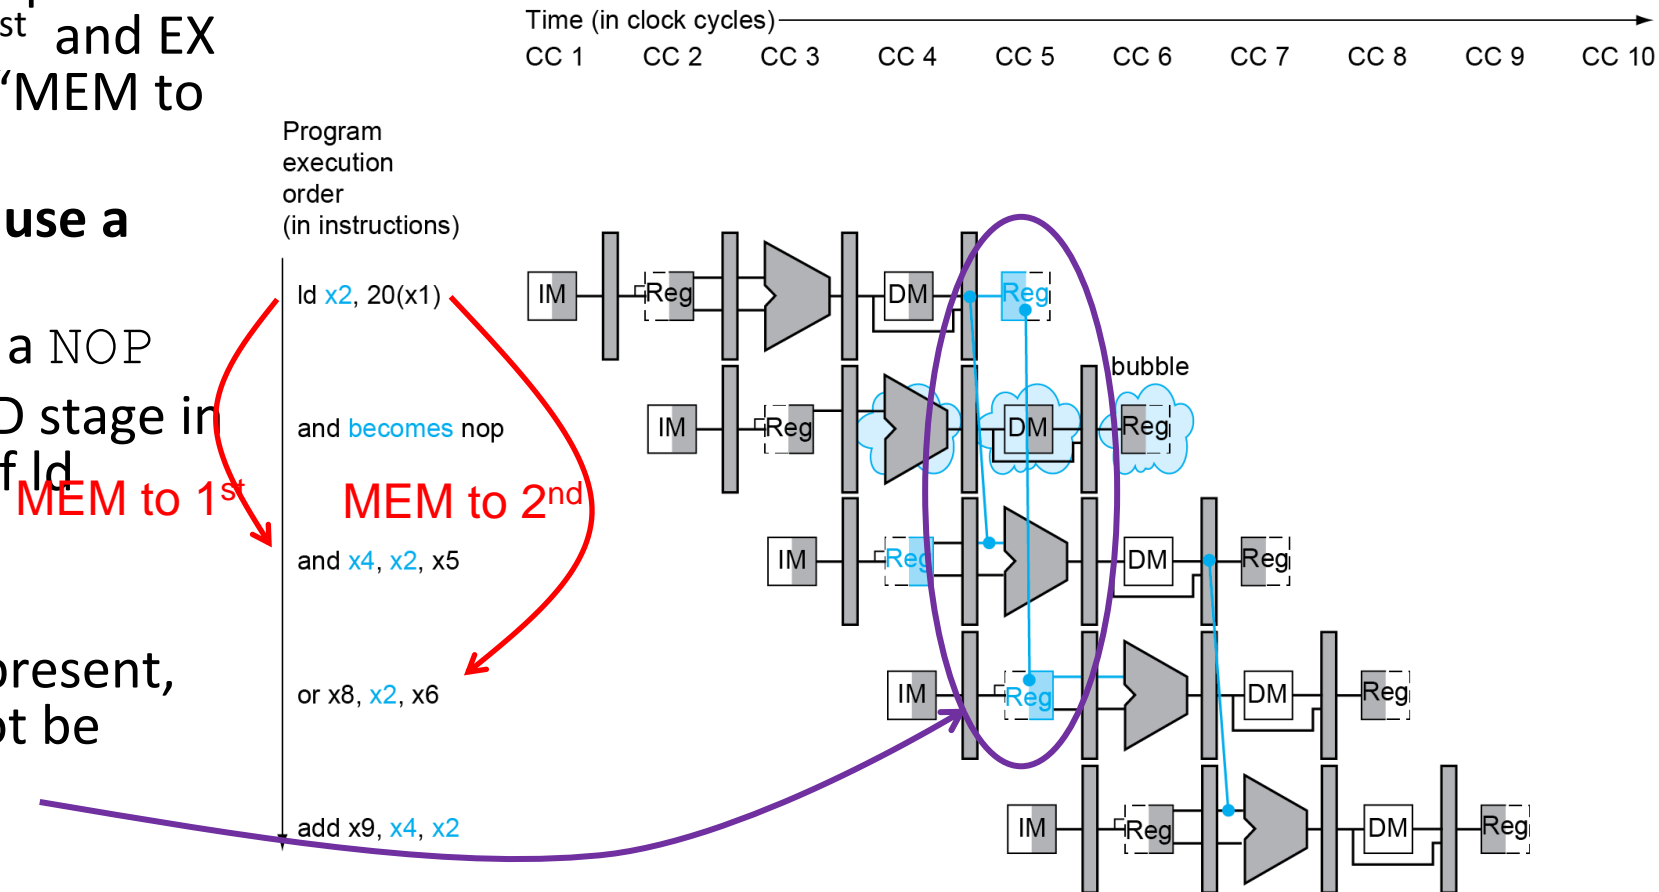 st and EX
“MEM to
use a
a NOP
D stage in
f ld
present,
ot be
Time (in clock cycles)
CC 1 CC 2 CC 3 CC 4 CC 5 CC 6 CC 7 CC 8 CC 9 CC 10
Program
execution
order
(in instructions)
ld x2, 20(x1)
IM Reg DM Reg
bubble
and becomes nop
IM Reg DM Reg
MEM to 1st
MEM to 2nd
and x4, x2, x5
IM Reg DM Reg
or x8, x2, x6
IM Reg DM Reg
add x9, x4, x2
IM Reg DM Reg